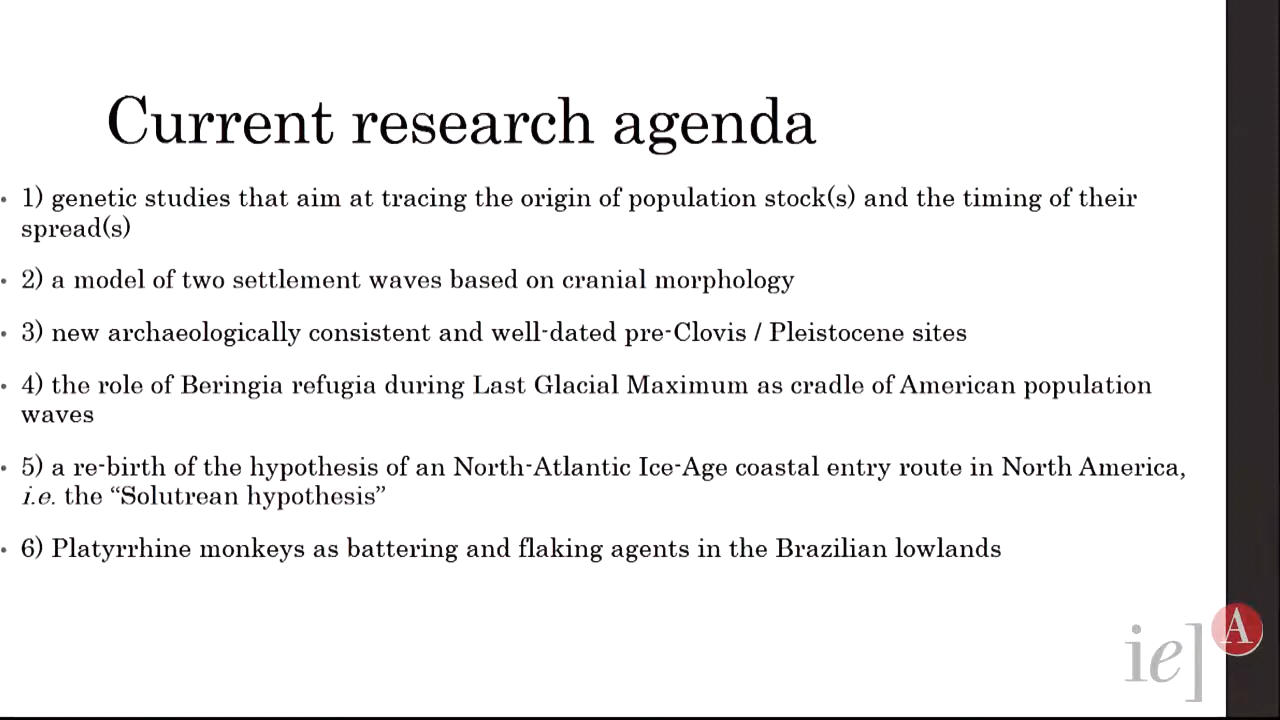 Current research agenda
• 1) genetic studies that aim at tracing the origin of population stock(s) and the timing of their
spread(s)
• 2) a model of two settlement waves based on cranial morphology
• 3) new archaeologically consistent and well-dated pre-Clovis / Pleistocene sites
• 4) the role of Beringia refugia during Last Glacial Maximum as cradle of American population
waves
• 5) a re-birth of the hypothesis of an North-Atlantic Ice-Age coastal entry route in North America,
i.e. the “Solutrean hypothesis”
• 6) Platyrrhine monkeys as battering and flaking agents in the Brazilian lowlands
ie] A